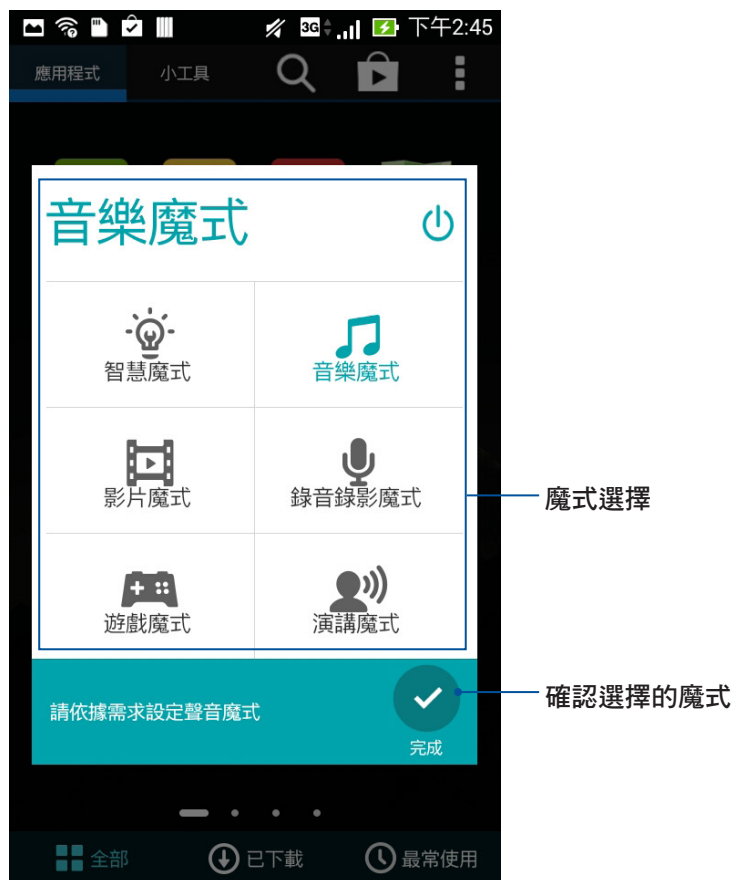 3G 下午2:45
應用程式 小工具
音樂魔式
智慧魔式 音樂魔式
影片魔式 錄音錄影魔式
魔式選擇
遊戲魔式 演講魔式
請依據需求設定聲音魔式
確認選擇的魔式
完成
全部 已下載 最常使用